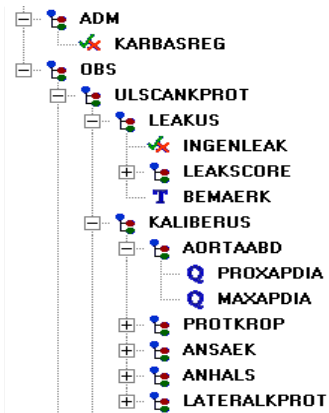 ADM
KARBASREG
OBS
ULSCANKPROT
LEAKUS
INGENLEAK
LEAKSCORE
T BEMAERK
KALIBERUS
AORTAABD
Q PROXAPDIA
Q MAXAPDIA
PROTKROP
ANSAEK
ANHALS
LATERALKPROT